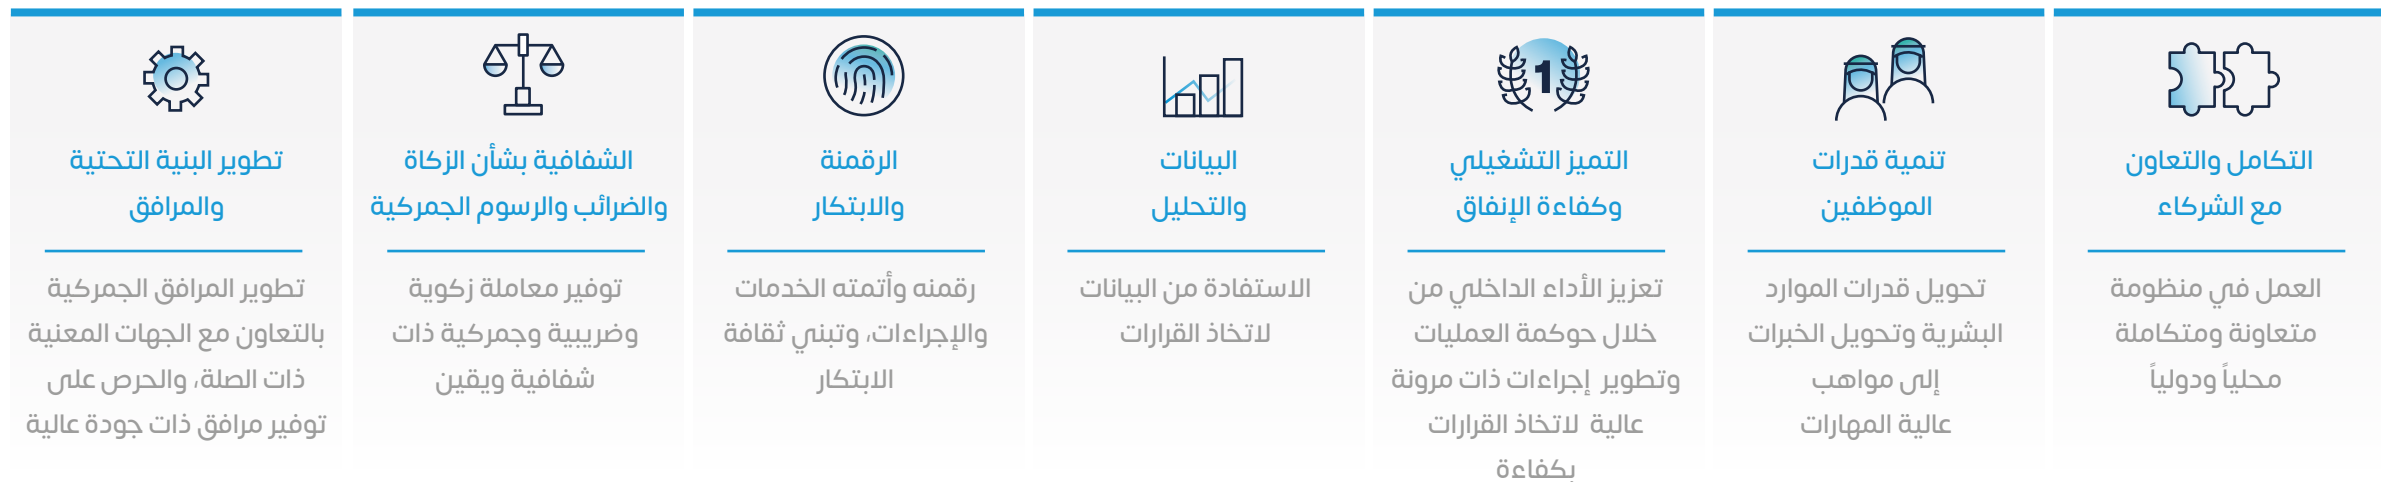 التكامل والتعاون
مع الشركاء
العمل في منظومة
متعاونة ومتكاملة
محلياً ودولياً
تنمية قدرات
الموظفين
تحويل قدرات الموارد
البشرية وتحويل الخبرات
إلى مواهب
عالية المهارات
1
التميز التشغيلي
وكفاءة الإنفاق
تعزيز الأداء الداخلي من
خلال حوكمة العمليات
وتطوير إجراءات ذات مرونة
عالية لاتخاذ القرارات
بكفاءة
البيانات
والتحليل
الاستفادة من البيانات
لاتخاذ القرارات
الرقمنة
والابتكار
رقمنه وأتمته الخدمات
والإجراءات، وتبني ثقافة
الابتكار
الشفافية بشأن الزكاة
والضرائب والرسوم الجمركية
توفير معاملة زكوية
وضريبية وجمركية ذات
شفافية ويقين
تطوير البنية التحتية
والمرافق
تطوير المرافق الجمركية
بالتعاون مع الجهات المعنية
ذات الصلة، والحرص على
توفير مرافق ذات جودة عالية